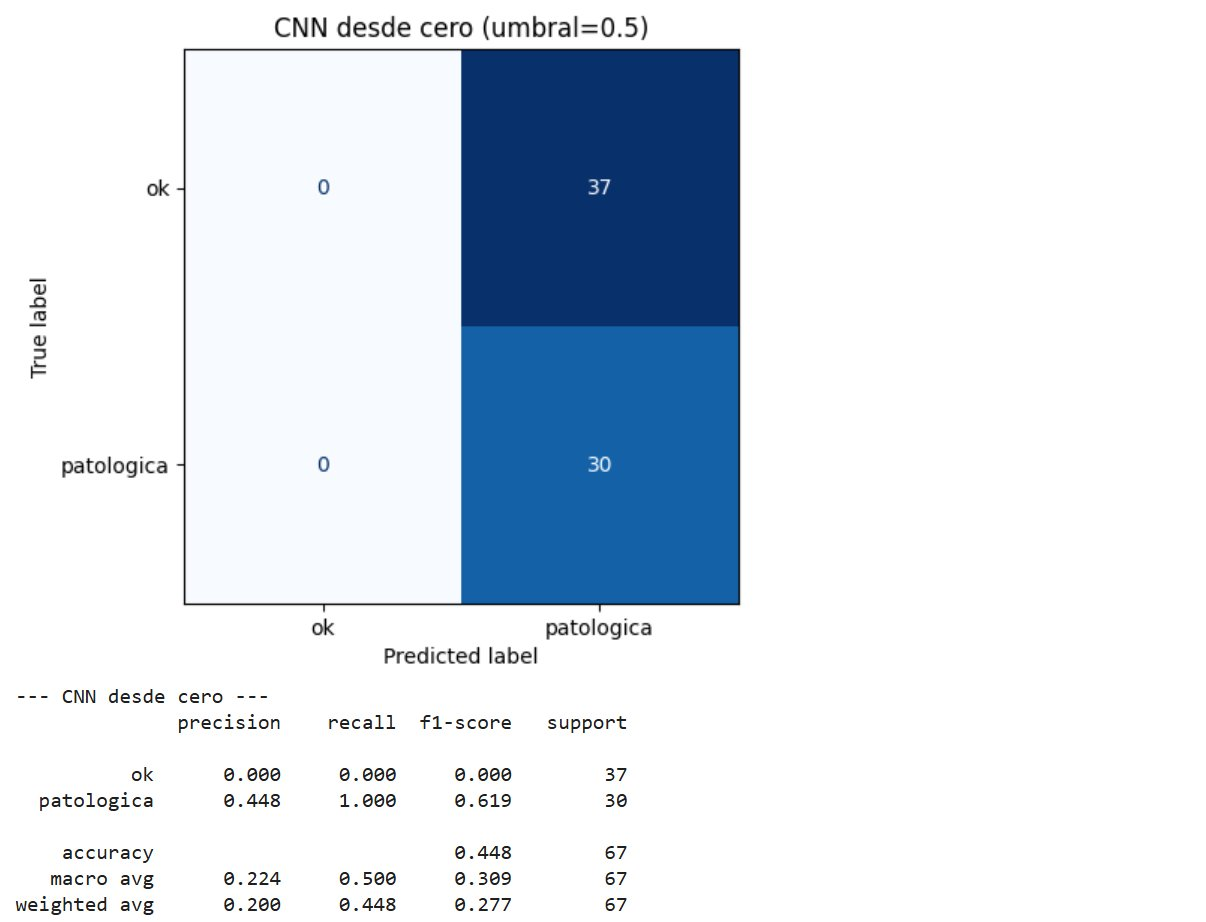 CNN desde cero (umbral=0.5)
ok
0
37
True label
patologica
0
30
ok
patologica
Predicted label
--- CNN desde cero ---
precision recall f1-score support
ok 0.000 0.000 0.000 37
patologica 0.448 1.000 0.619 30
accuracy 0.448 67
macro avg 0.224 0.500 0.309 67
weighted avg 0.200 0.448 0.277 67